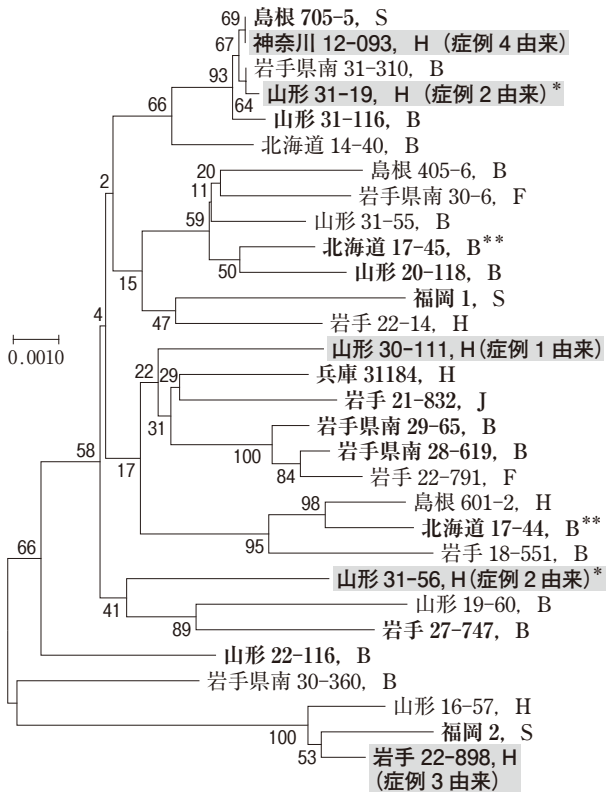 69
島根 705-5, S
67
神奈川 12-093, H (症例 4 由来)
93
岩手県南 31-310, B
64
山形 31-19, H (症例 2 由来)*
66
山形 31-116, B
北海道 14-40, B
2
20
島根 405-6, B
11
岩手県南 30-6, F
59
山形 31-55, B
北海道 17-45, B**
15
50
山形 20-118, B
福岡 1, S
4
47
岩手 22-14, H
0.0010
山形 30-111, H (症例 1 由来)
22
29
兵庫 31184, H
岩手 21-832, J
31
岩手県南 29-65, B
58
17
100
岩手県南 28-619, B
84
岩手 22-791, F
98
島根 601-2, H
北海道 17-44, B**
95
岩手 18-551, B
66
山形 31-56, H (症例 2 由来)*
41
山形 19-60, B
89
岩手 27-747, B
山形 22-116, B
岩手県南 30-360, B
山形 16-57, H
100
福岡 2, S
53
岩手 22-898, H
(症例 3 由来)